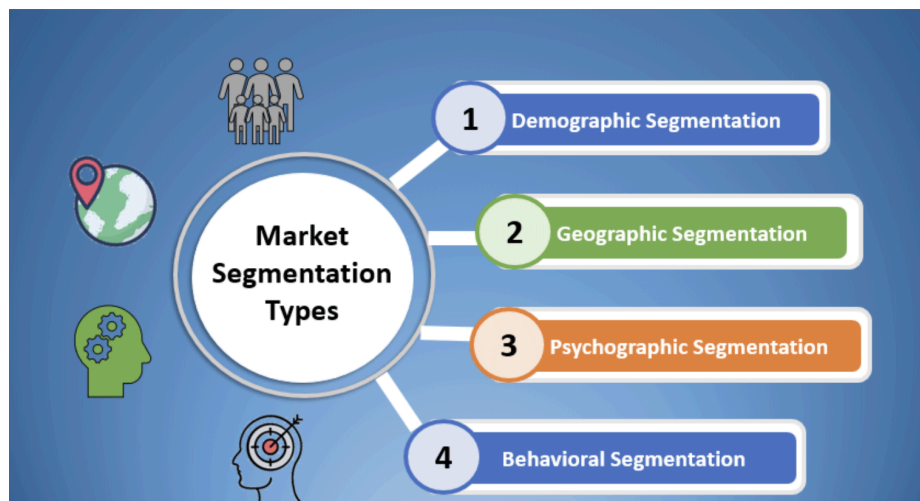 Market
Segmentation
Types
1
Demographic Segmentation
2
Geographic Segmentation
3
Psychographic Segmentation
4
Behavioral Segmentation